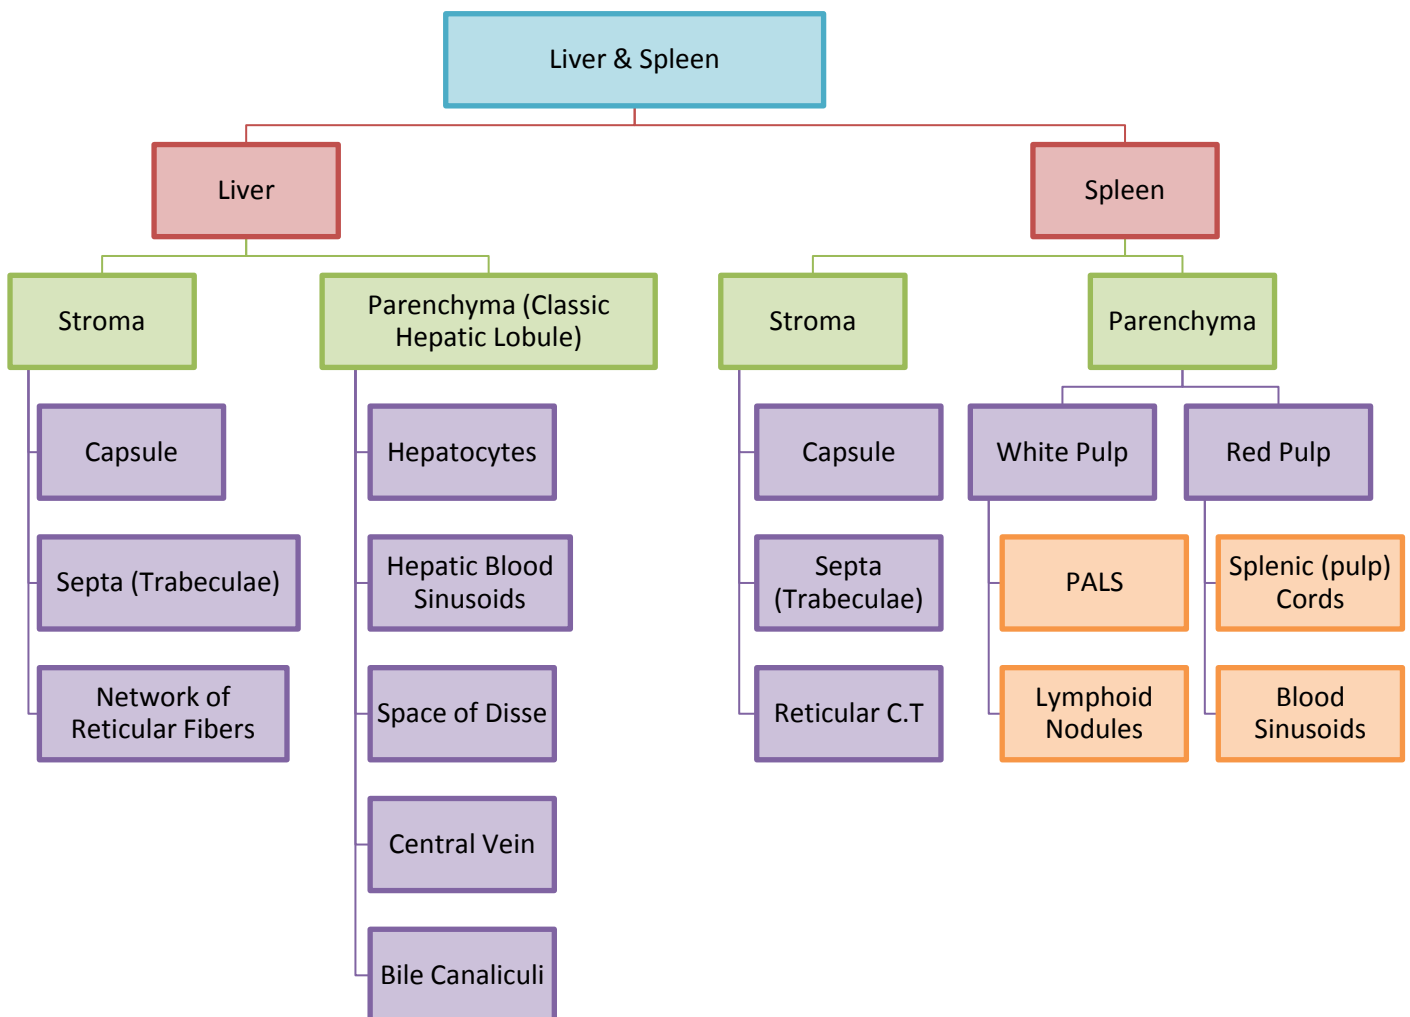 Liver & Spleen
Liver
Spleen
Stroma
Parenchyma (Classic
Hepatic Lobule)
Stroma
Parenchyma
Capsule
Septa (Trabeculae)
Network of
Reticular Fibers
Hepatocytes
Hepatic Blood
Sinusoids
Space of Disse
Central Vein
Bile Canaliculi
Capsule
Septa
(Trabeculae)
Reticular C.T
White Pulp
Red Pulp
PALS
Lymphoid
Nodules
Splenic (pulp)
Cords
Blood
Sinusoids